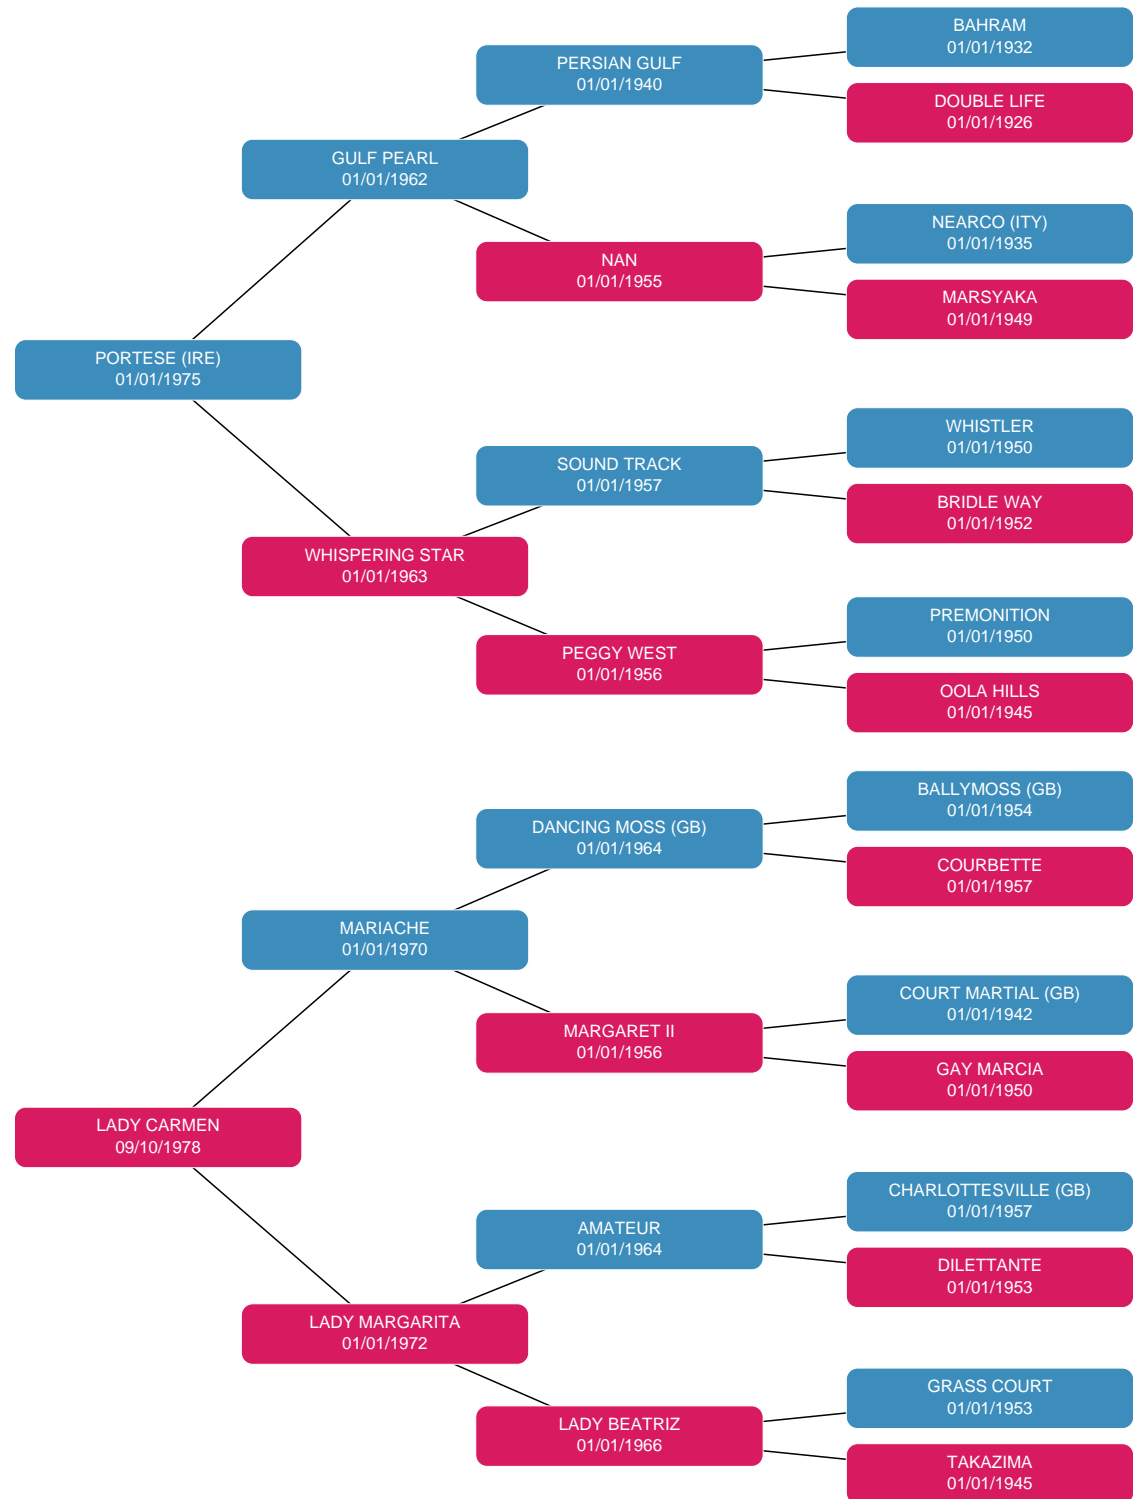 BAHRAM
01/01/1932
PERSIAN GULF
01/01/1940
DOUBLE LIFE
01/01/1926
GULF PEARL
01/01/1962
NEARCO (ITY)
01/01/1935
NAN
01/01/1955
MARSYAKA
01/01/1949
PORTESE (IRE)
01/01/1975
WHISTLER
01/01/1950
SOUND TRACK
01/01/1957
BRIDLE WAY
01/01/1952
WHISPERING STAR
01/01/1963
PREMONITION
01/01/1950
PEGGY WEST
01/01/1956
OOLA HILLS
01/01/1945
BALLYMOSS (GB)
01/01/1954
DANCING MOSS (GB)
01/01/1964
COURBETTE
01/01/1957
MARIACHE
01/01/1970
COURT MARTIAL (GB)
01/01/1942
MARGARET II
01/01/1956
GAY MARCIA
01/01/1950
LADY CARMEN
09/10/1978
CHARLOTTESVILLE (GB)
01/01/1957
AMATEUR
01/01/1964
DILETTANTE
01/01/1953
LADY MARGARITA
01/01/1972
GRASS COURT
01/01/1953
LADY BEATRIZ
01/01/1966
TAKAZIMA
01/01/1945